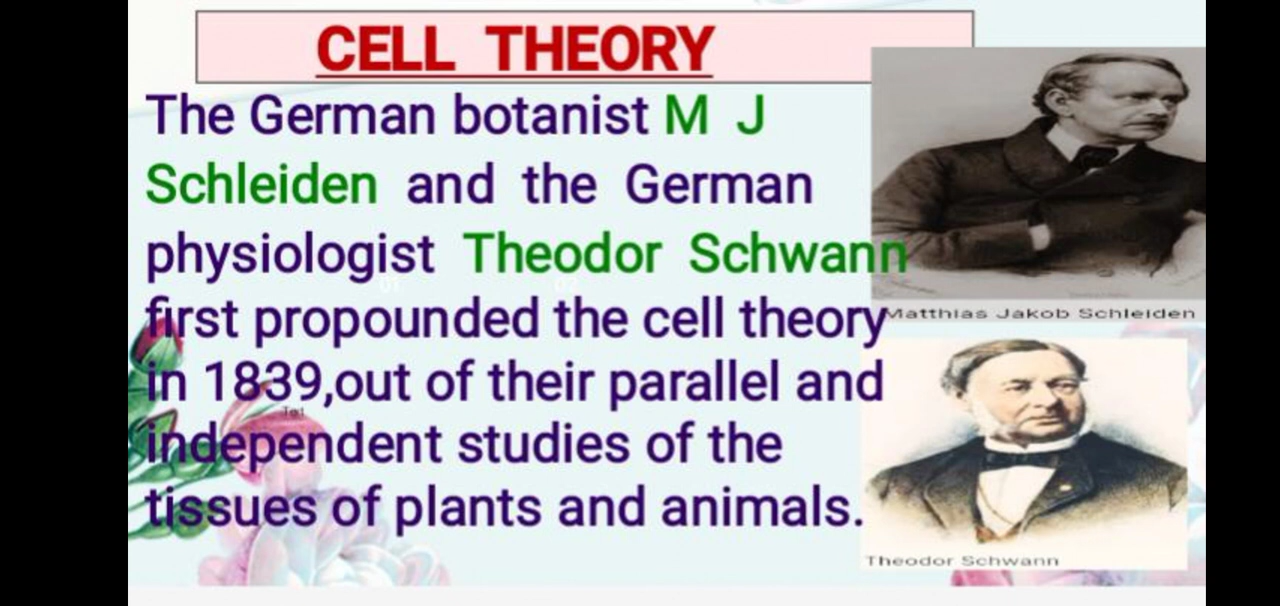 CELL THEORY
The German botanist M J
Schleiden and the German
physiologist Theodor Schwann
first propounded the cell theory
in 1839,out of their parallel and
independent studies of the
tissues of plants and animals.
Matthias Jakob Schleiden
Theodor Schwann
01
02